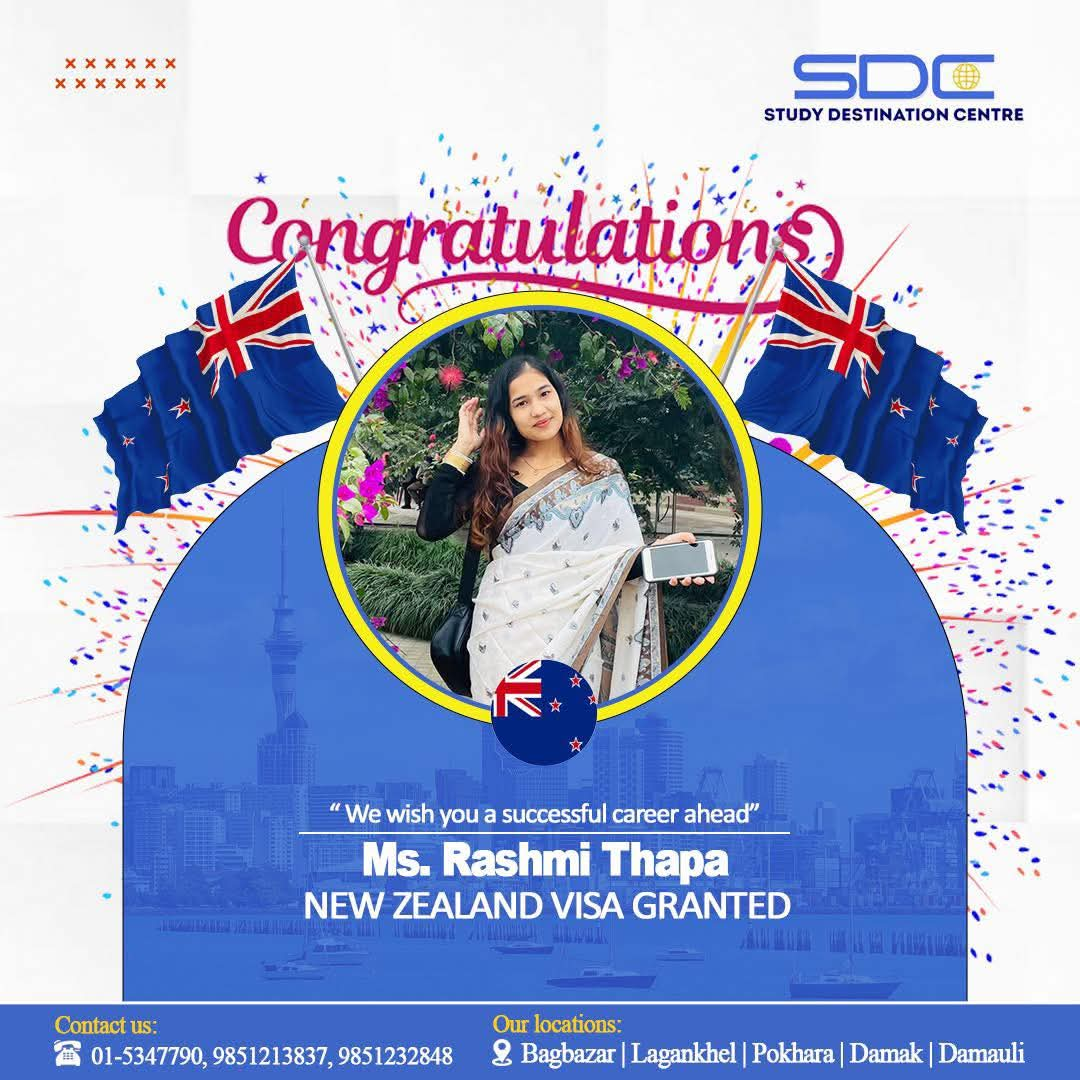 SDC
STUDY DESTINATION CENTRE
Congratulations
“ We wish you a successful career ahead”
Ms. Rashmi Thapa
NEW ZEALAND VISA GRANTED
Contact us:
01-5347790, 9851213837, 9851232848
Our locations:
Bagbazar | Lagankhel | Pokhara | Damak | Damauli